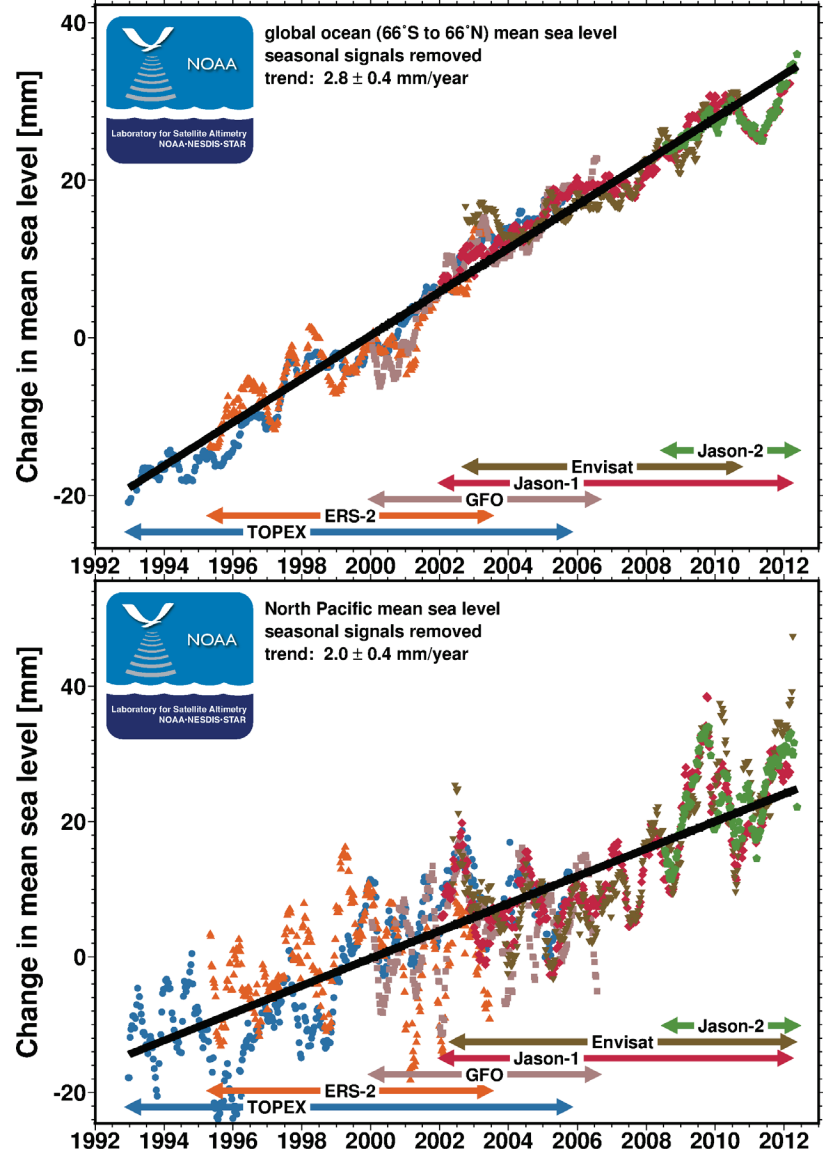 global ocean (66°S to 66°N) mean sea level
seasonal signals removed
trend: 2.8 ± 0.4 mm/year
NOAA
Laboratory for Satellite Altimetry
NOAA•NESDIS•STAR
Change in mean sea level [mm]
40
20
0
-20
Jason-2
Envisat
Jason-1
GFO
ERS-2
TOPEX
1992 1994 1996 1998 2000 2002 2004 2006 2008 2010 2012
North Pacific mean sea level
seasonal signals removed
trend: 2.0 ± 0.4 mm/year
NOAA
Laboratory for Satellite Altimetry
NOAA•NESDIS•STAR
Change in mean sea level [mm]
40
20
0
-20
Jason-2
Envisat
Jason-1
GFO
ERS-2
TOPEX
1992 1994 1996 1998 2000 2002 2004 2006 2008 2010 2012